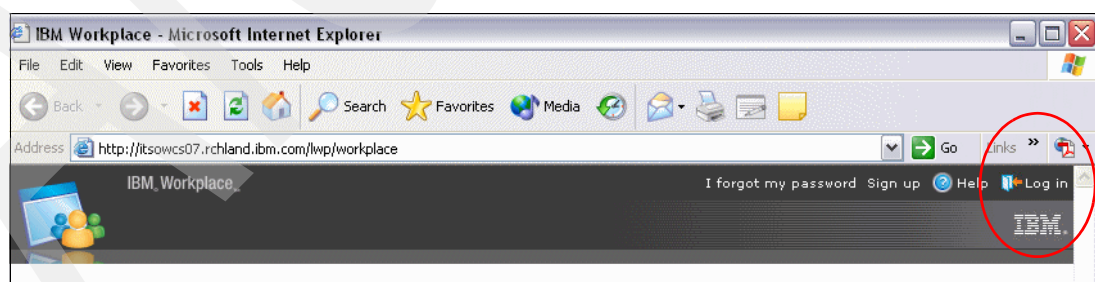 IBM Workplace - Microsoft Internet Explorer
File Edit View Favorites Tools Help
Back Search Favorites Media
Address http://itsowcs07.rchland.ibm.com/lwp/workplace Go Links »
IBM Workplace I forgot my password Sign up Help Log in
IBM.